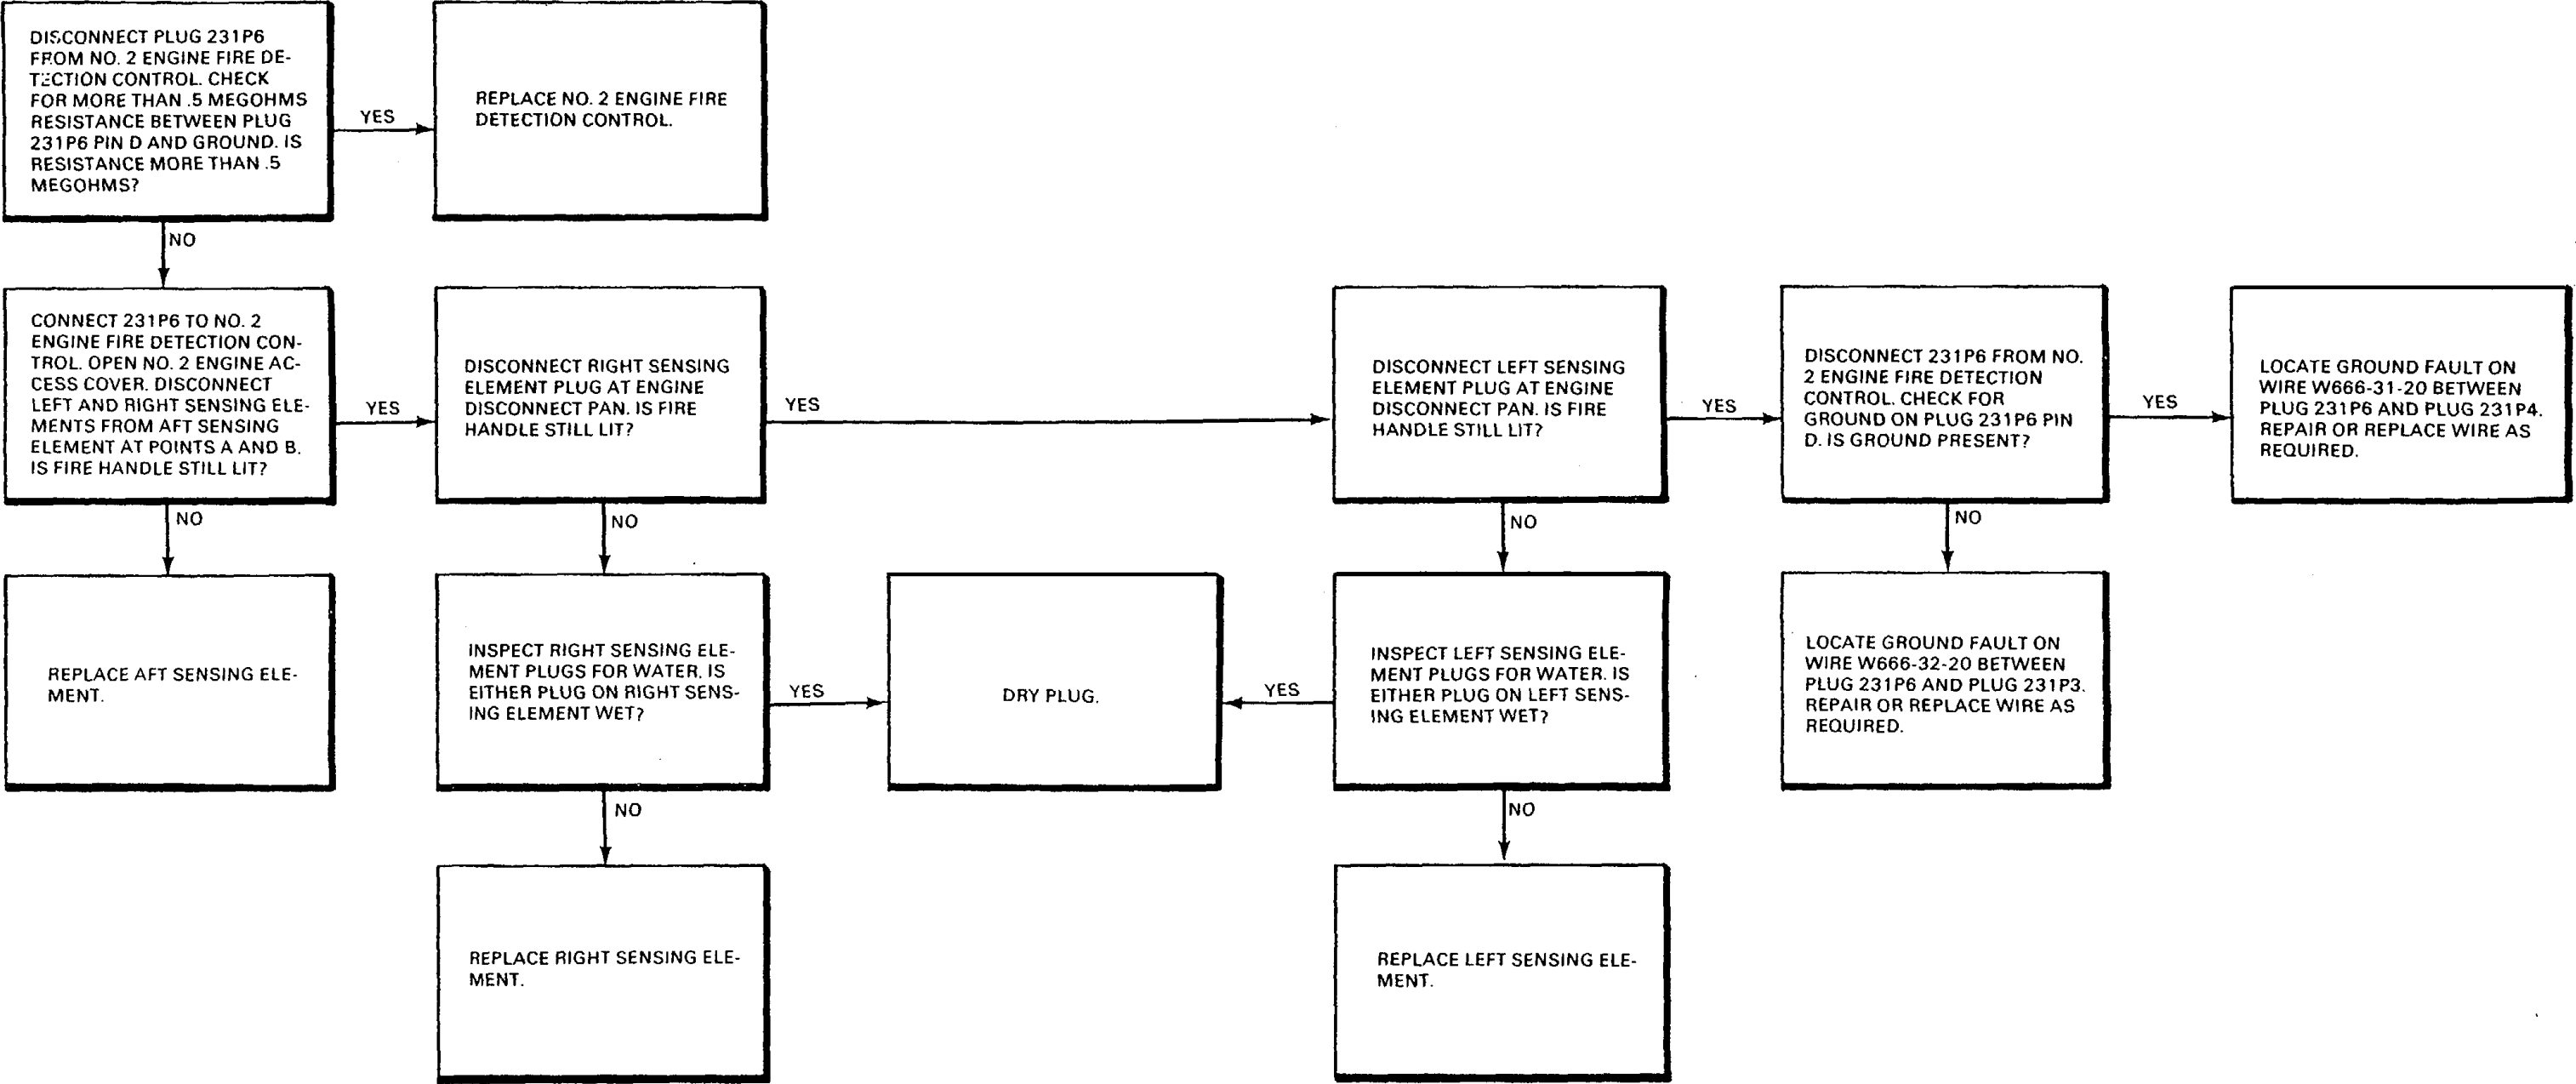 DISCONNECT PLUG 231P6
FROM NO. 2 ENGINE FIRE DE-
TECTION CONTROL. CHECK
FOR MORE THAN .5 MEGOHMS
RESISTANCE BETWEEN PLUG
231P6 PIN D AND GROUND. IS
RESISTANCE MORE THAN .5
MEGOHMS?
YES
REPLACE NO. 2 ENGINE FIRE
DETECTION CONTROL.
NO
CONNECT 231P6 TO NO. 2
ENGINE FIRE DETECTION CON-
TROL. OPEN NO. 2 ENGINE AC-
CESS COVER. DISCONNECT
LEFT AND RIGHT SENSING ELE-
MENTS FROM AFT SENSING
ELEMENT AT POINTS A AND B.
IS FIRE HANDLE STILL LIT?
YES
DISCONNECT RIGHT SENSING
ELEMENT PLUG AT ENGINE
DISCONNECT PAN. IS FIRE
HANDLE STILL LIT?
YES
DISCONNECT LEFT SENSING
ELEMENT PLUG AT ENGINE
DISCONNECT PAN. IS FIRE
HANDLE STILL LIT?
YES
DISCONNECT 231P6 FROM NO.
2 ENGINE FIRE DETECTION
CONTROL. CHECK FOR
GROUND ON PLUG 231P6 PIN
D. IS GROUND PRESENT?
YES
LOCATE GROUND FAULT ON
WIRE W666-31-20 BETWEEN
PLUG 231P6 AND PLUG 231P4.
REPAIR OR REPLACE WIRE AS
REQUIRED.
NO
NO
NO
NO
REPLACE AFT SENSING ELE-
MENT.
INSPECT RIGHT SENSING ELE-
MENT PLUGS FOR WATER. IS
EITHER PLUG ON RIGHT SENS-
ING ELEMENT WET?
YES
DRY PLUG.
YES
INSPECT LEFT SENSING ELE-
MENT PLUGS FOR WATER. IS
EITHER PLUG ON LEFT SENS-
ING ELEMENT WET?
LOCATE GROUND FAULT ON
WIRE W666-32-20 BETWEEN
PLUG 231P6 AND PLUG 231P3.
REPAIR OR REPLACE WIRE AS
REQUIRED.
NO
NO
REPLACE RIGHT SENSING ELE-
MENT.
REPLACE LEFT SENSING ELE-
MENT.